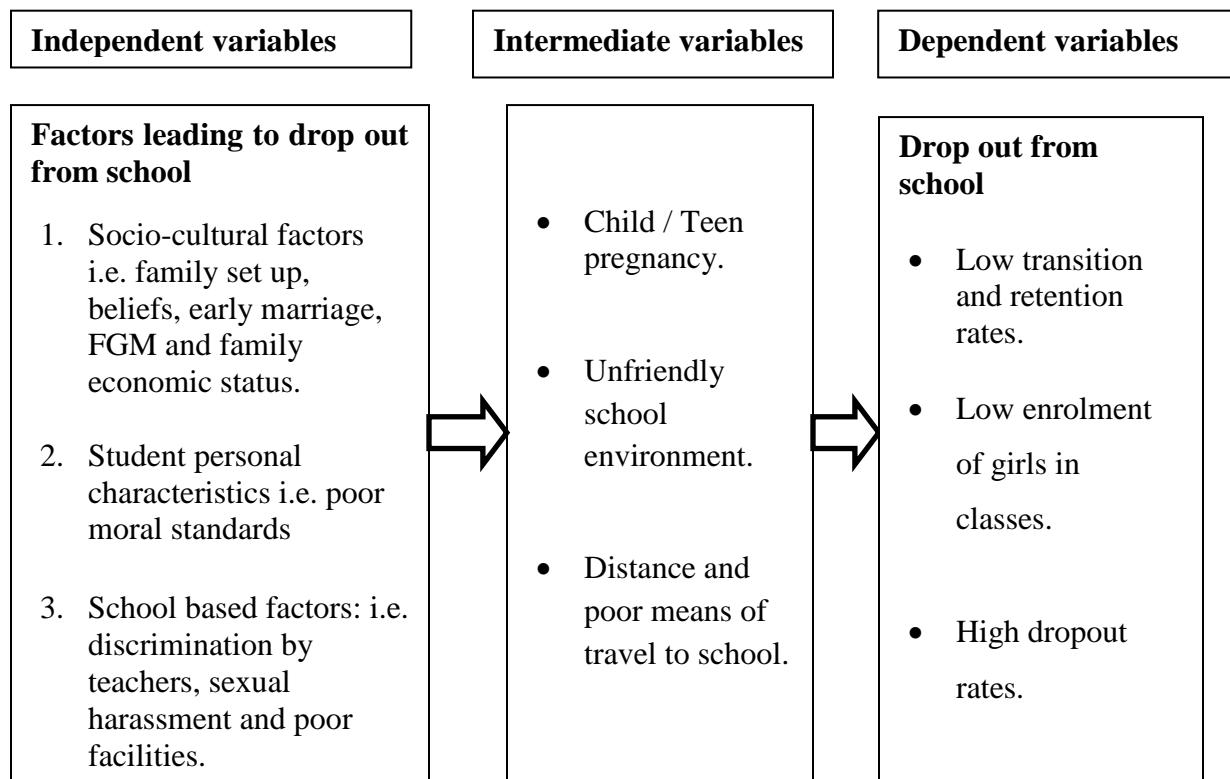 Independent variables
Intermediate variables
Dependent variables
Factors leading to drop out
from school
1. Socio-cultural factors
i.e. family set up,
beliefs, early marriage,
FGM and family
economic status.
2. Student personal
characteristics i.e. poor
moral standards
3. School based factors: i.e.
discrimination by
teachers, sexual
harassment and poor
facilities.
• Child / Teen
pregnancy.
• Unfriendly
school
environment.
• Distance and
poor means of
travel to school.
Drop out from
school
• Low transition
and retention
rates.
• Low enrolment
of girls in
classes.
• High dropout
rates.